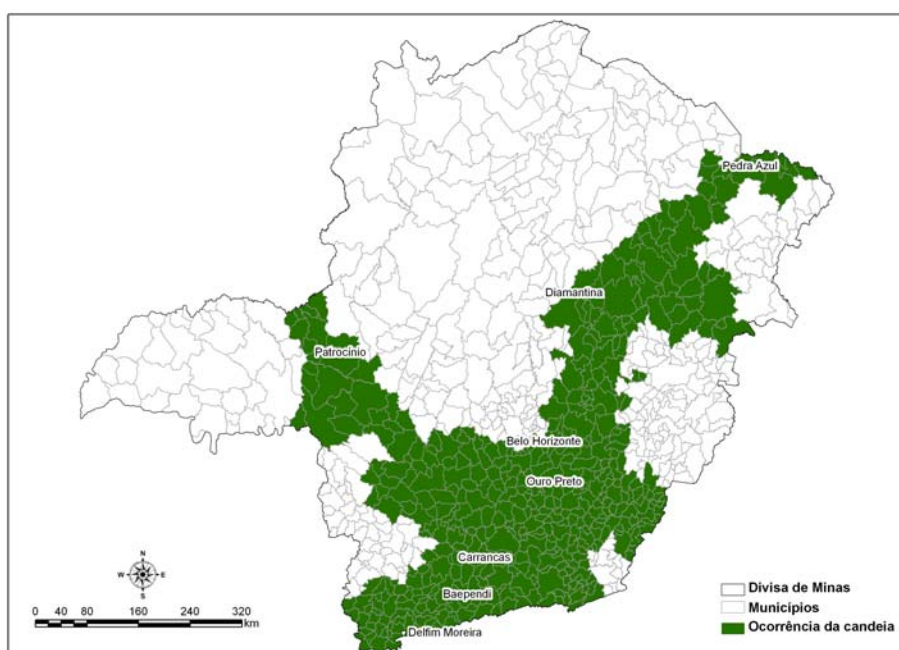 Pedra Azul
Diamantina
Patrocínio
Belo Horizonte
Ouro Preto
Carrancas
Baependi
Delfim Moreira
N
W E
S
0 40 80 160 240 320
km
Divisa de Minas
Municípios
Ocorrência da candeia